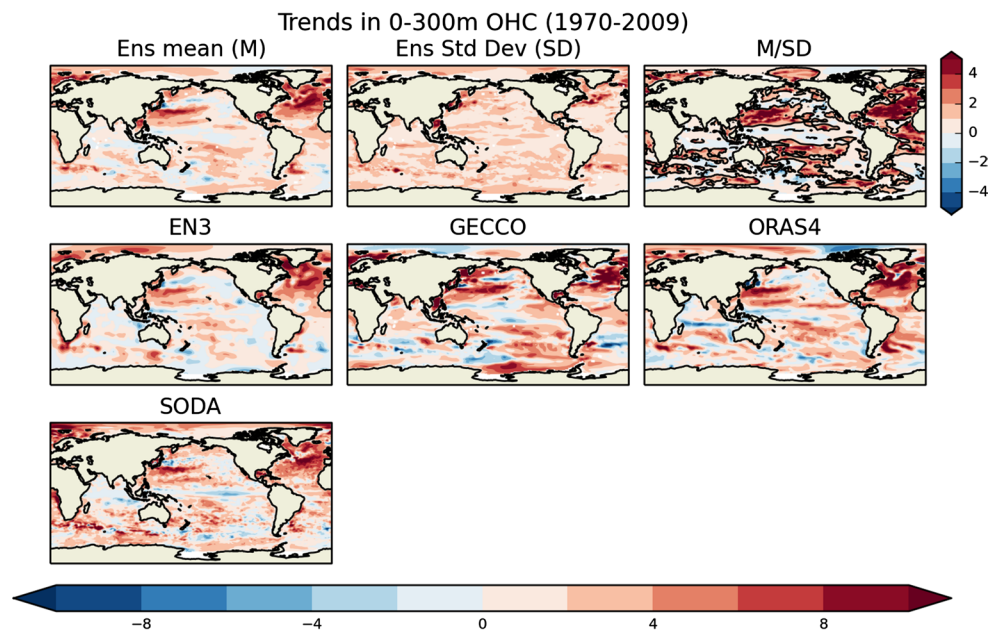 Trends in 0-300m OHC (1970-2009)
Ens mean (M) Ens Std Dev (SD) M/SD
4
2
0
−2
−4
EN3 GECCO ORAS4
SODA
−8 −4 0 4 8